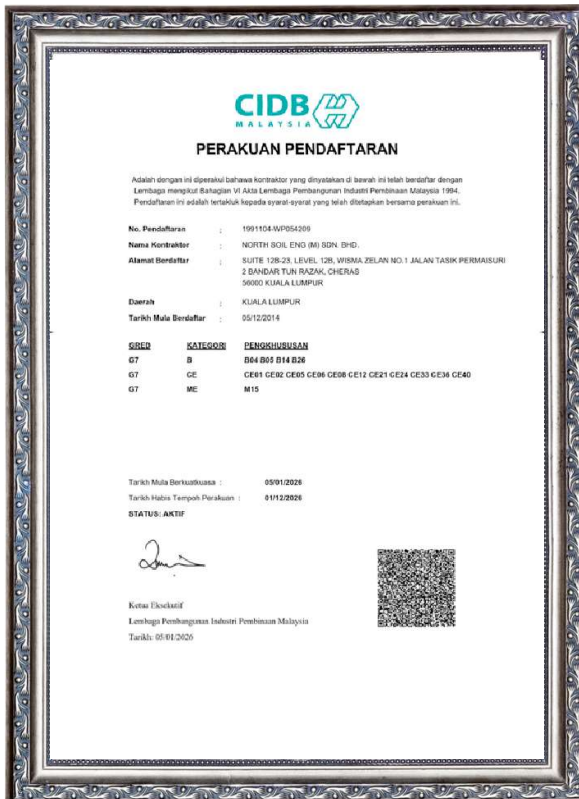 CIDB
MALAYSIA
PERAKUAN PENDAFTARAN
Adalah dengan ini diperakui bahawa kontraktor yang dinyatakan di bawah ini telah berdaftar dengan
Lembaga mengikut Bahagian VI Akta Lembaga Pembangunan Industri Pembinaan Malaysia 1994.
Pendaftaran ini adalah tertakluk kepada syarat-syarat yang telah ditetapkan bersama perakuan ini.
No. Pendaftaran : 1991104-WP054209
Nama Kontraktor : NORTH SOIL ENG (M) SDN. BHD.
Alamat Berdaftar : SUITE 12B-23, LEVEL 12B, WISMA ZELAN NO.1 JALAN TASIK PERMAISURI
2 BANDAR TUN RAZAK, CHERAS
56000 KUALA LUMPUR
Daerah : KUALA LUMPUR
Tarikh Mula Berdaftar : 05/12/2014
GRED KATEGORI PENGKHUSUSAN
G7 B B04 B05 B14 B26
G7 CE CE01 CE02 CE05 CE06 CE08 CE12 CE21 CE24 CE33 CE36 CE40
G7 ME M15
Tarikh Mula Berkuatkuasa : 05/01/2026
Tarikh Habis Tempoh Perakuan : 01/12/2026
STATUS: AKTIF
Ketua Eksekutif
Lembaga Pembangunan Industri Pembinaan Malaysia
Tarikh: 05/01/2026